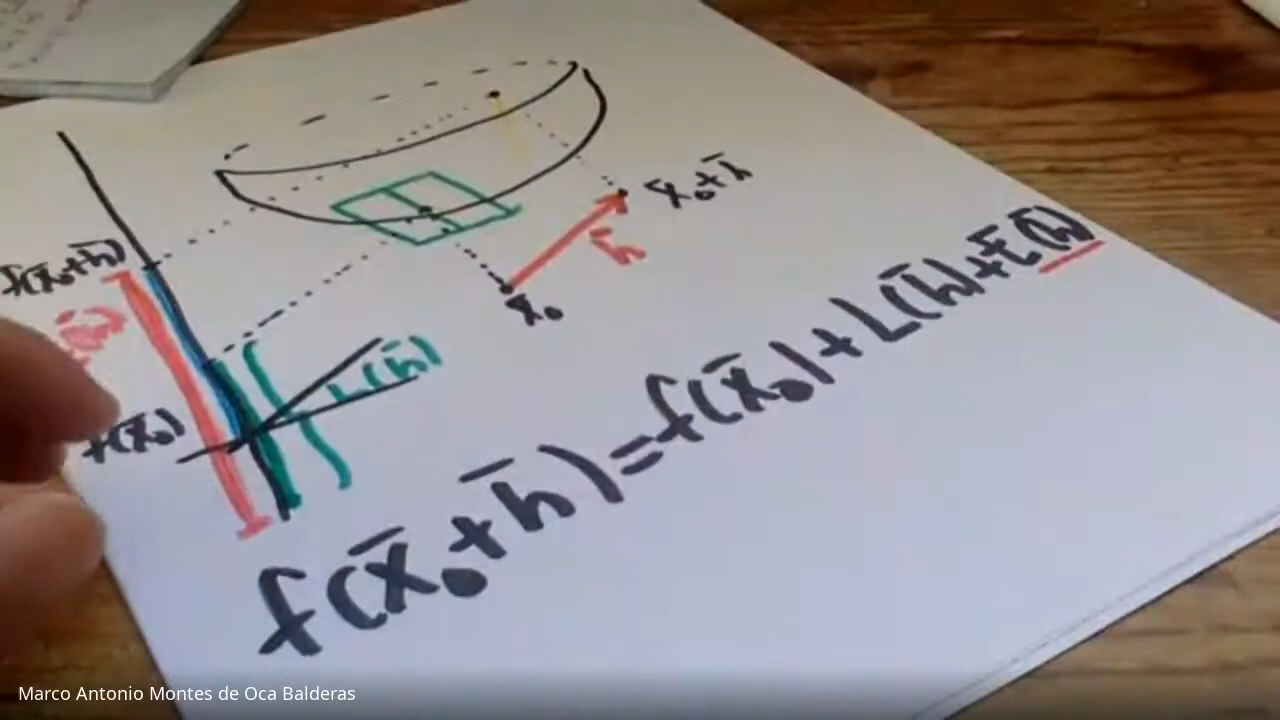 f(x̄₀+h̄)
(h̄)
f(x̄₀)
L(h̄)
x̄₀+h̄
h̄
x̄₀
f(x̄₀+h̄)=f(x̄₀)+L(h̄)+E(h̄)
Marco Antonio Montes de Oca Balderas